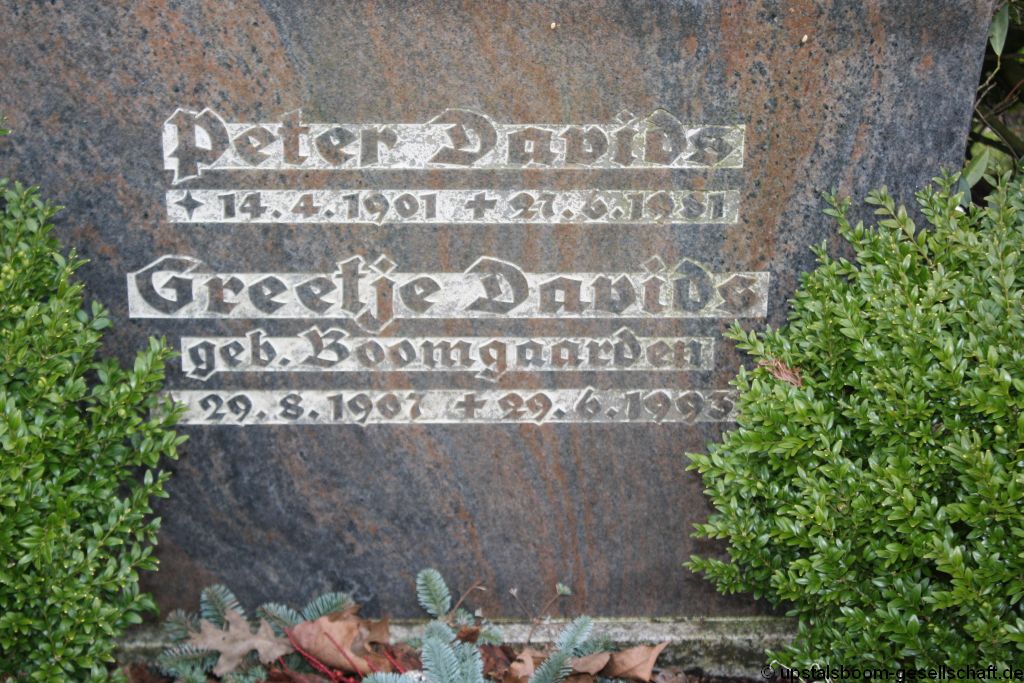 Peter Davids
✦ 14.4.1901 ✝ 27.6.1981
Greetje Davids
geb. Boomgaarden
✦ 29.8.1907 ✝ 29.6.1993
© upstalsboom-gesellschaft.de